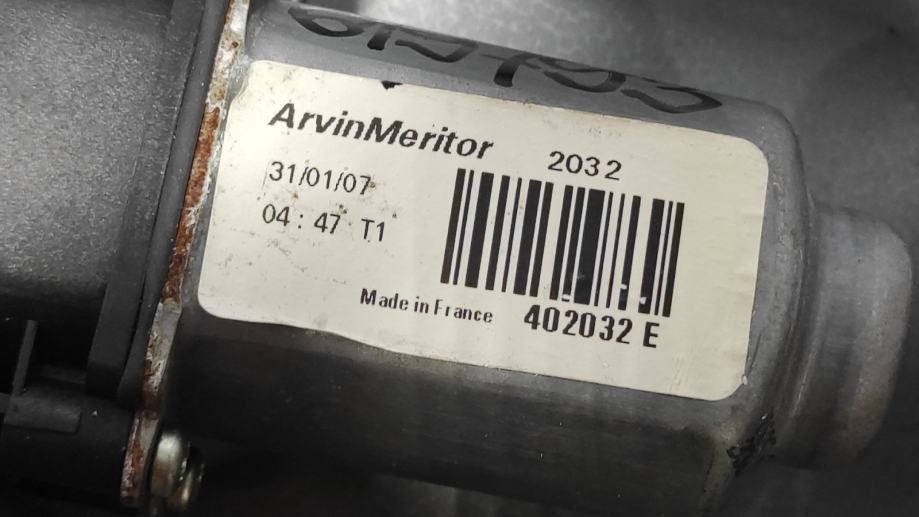 ArvinMeritor
2032
31/01/07
04:47 T1
Made in France
402032 E